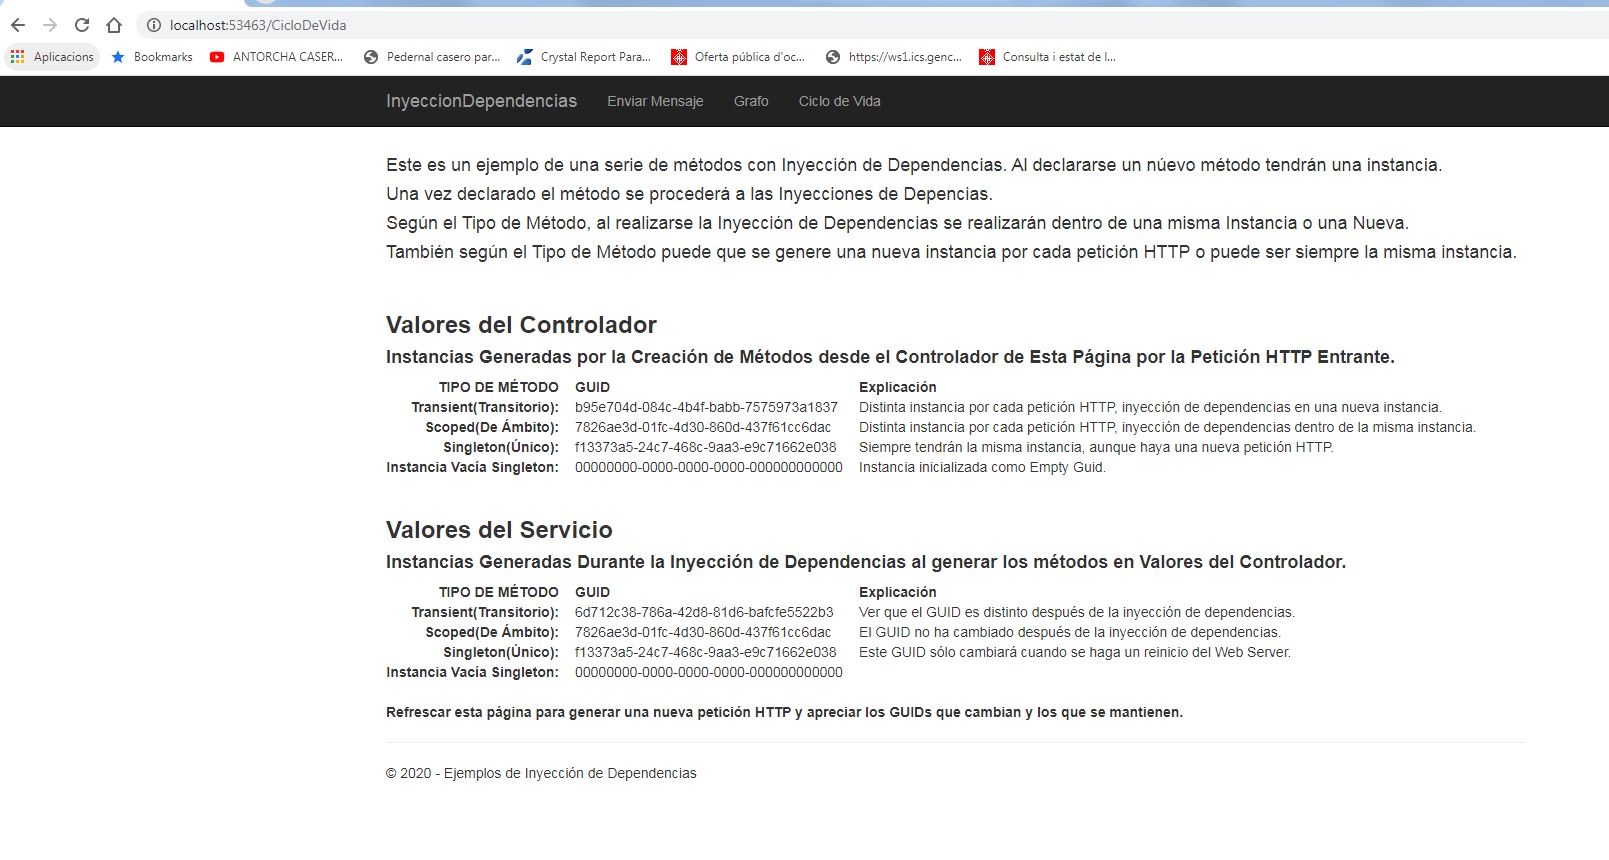 localhost:53463/CicloDeVida
Aplicacions Bookmarks ANTORCHA CASER... Pedernal casero par... Crystal Report Para... Oferta pública d'oc... https://ws1.ics.genc... Consulta i estat de l...
InyeccionDependencias Enviar Mensaje Grafo Ciclo de Vida
Este es un ejemplo de una serie de métodos con Inyección de Dependencias. Al declararse un núevo método tendrán una instancia.
Una vez declarado el método se procederá a las Inyecciones de Depencias.
Según el Tipo de Método, al realizarse la Inyección de Dependencias se realizarán dentro de una misma Instancia o una Nueva.
También según el Tipo de Método puede que se genere una nueva instancia por cada petición HTTP o puede ser siempre la misma instancia.
Valores del Controlador
Instancias Generadas por la Creación de Métodos desde el Controlador de Esta Página por la Petición HTTP Entrante.
TIPO DE MÉTODO GUID Explicación
Transient(Transitorio): b95e704d-084c-4b4f-babb-7575973a1837 Distinta instancia por cada petición HTTP, inyección de dependencias en una nueva instancia.
Scoped(De Ámbito): 7826ae3d-01fc-4d30-860d-437f61cc6dac Distinta instancia por cada petición HTTP, inyección de dependencias dentro de la misma instancia.
Singleton(Único): f13373a5-24c7-468c-9aa3-e9c71662e038 Siempre tendrán la misma instancia, aunque haya una nueva petición HTTP.
Instancia Vacía Singleton: 00000000-0000-0000-0000-000000000000 Instancia inicializada como Empty Guid.
Valores del Servicio
Instancias Generadas Durante la Inyección de Dependencias al generar los métodos en Valores del Controlador.
TIPO DE MÉTODO GUID Explicación
Transient(Transitorio): 6d712c38-786a-42d8-81d6-bafcfe5522b3 Ver que el GUID es distinto después de la inyección de dependencias.
Scoped(De Ámbito): 7826ae3d-01fc-4d30-860d-437f61cc6dac El GUID no ha cambiado después de la inyección de dependencias.
Singleton(Único): f13373a5-24c7-468c-9aa3-e9c71662e038 Este GUID sólo cambiará cuando se haga un reinicio del Web Server.
Instancia Vacía Singleton: 00000000-0000-0000-0000-000000000000
Refrescar esta página para generar una nueva petición HTTP y apreciar los GUIDs que cambian y los que se mantienen.
© 2020 - Ejemplos de Inyección de Dependencias